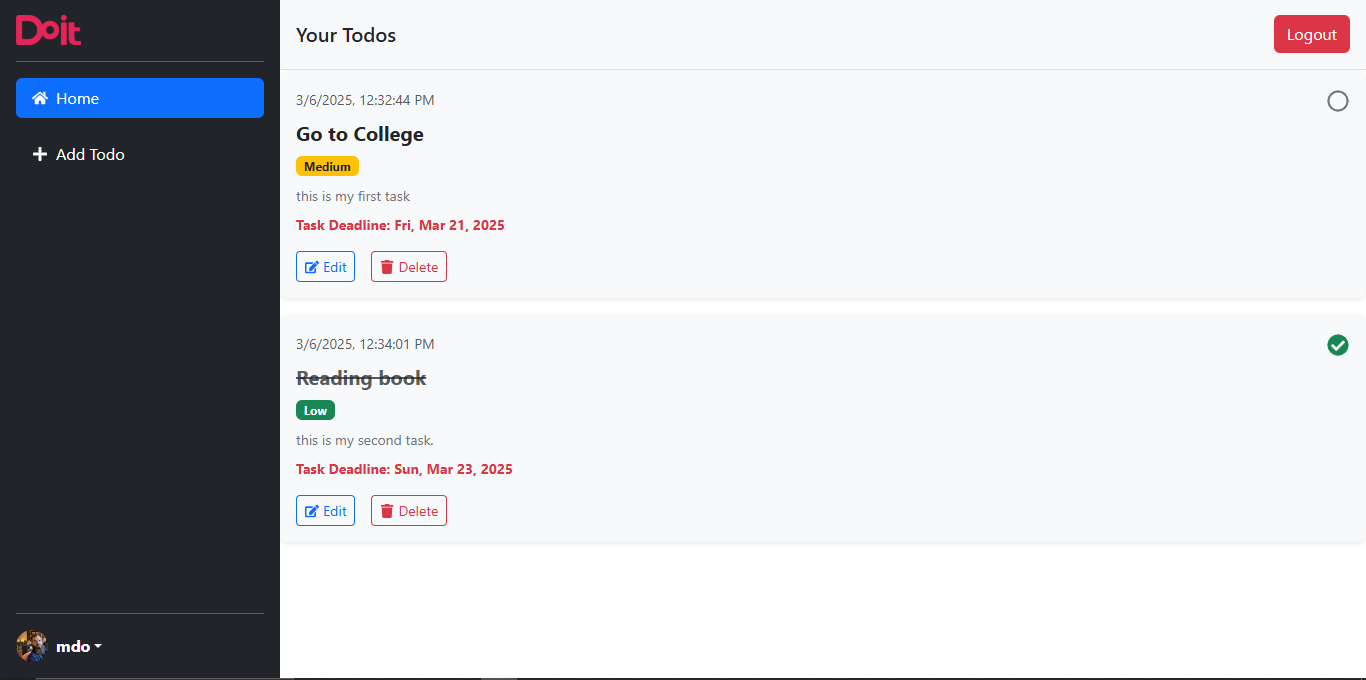 Doit
Home
Add Todo
mdo
Your Todos
Logout
3/6/2025, 12:32:44 PM
Go to College
Medium
this is my first task
Task Deadline: Fri, Mar 21, 2025
Edit
Delete
3/6/2025, 12:34:01 PM
Reading book
Low
this is my second task.
Task Deadline: Sun, Mar 23, 2025
Edit
Delete